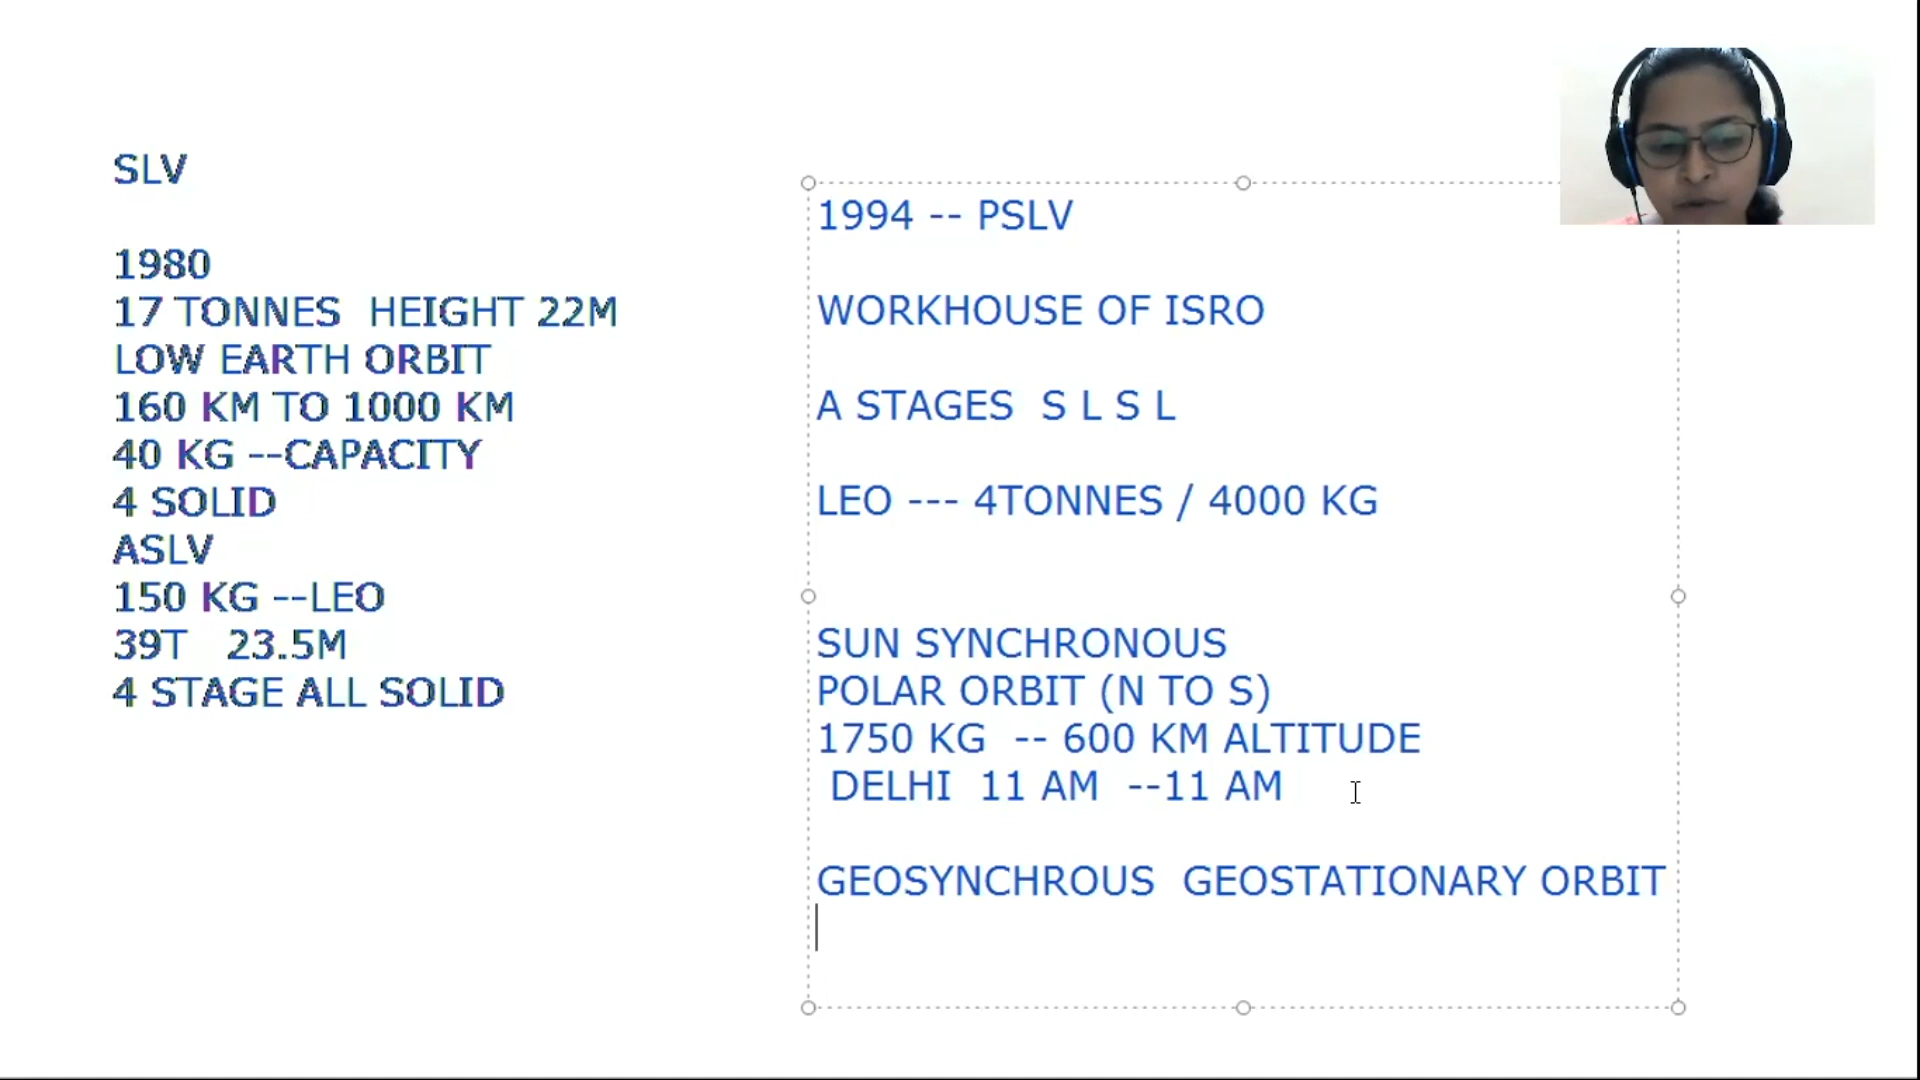 SLV
1980
17 TONNES HEIGHT 22M
LOW EARTH ORBIT
160 KM TO 1000 KM
40 KG --CAPACITY
4 SOLID
ASLV
150 KG --LEO
39T 23.5M
4 STAGE ALL SOLID
1994 -- PSLV
WORKHOUSE OF ISRO
A STAGES S L S L
LEO --- 4TONNES / 4000 KG
SUN SYNCHRONOUS
POLAR ORBIT (N TO S)
1750 KG -- 600 KM ALTITUDE
DELHI 11 AM --11 AM
GEOSYNCHROUS GEOSTATIONARY ORBIT